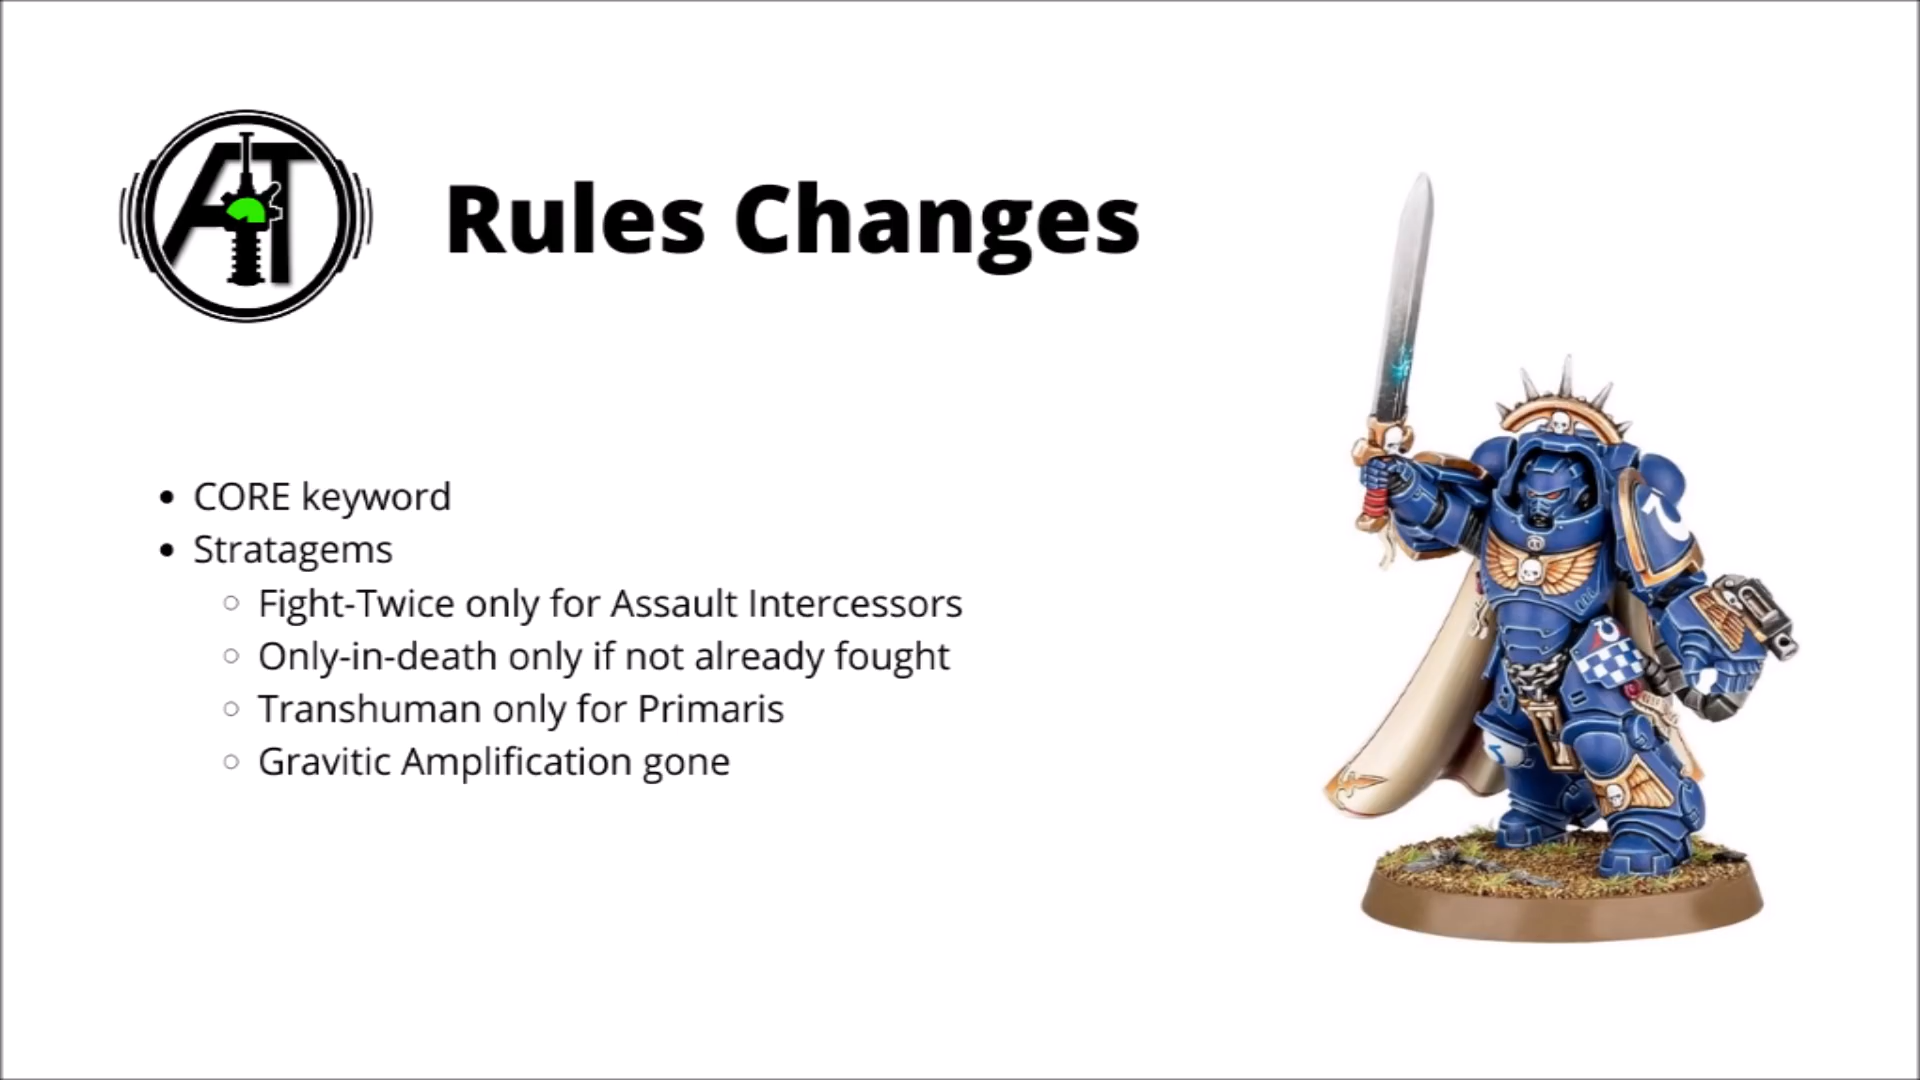 AT
Rules Changes
CORE keyword
Stratagems
Fight-Twice only for Assault Intercessors
Only-in-death only if not already fought
Transhuman only for Primaris
Gravitic Amplification gone